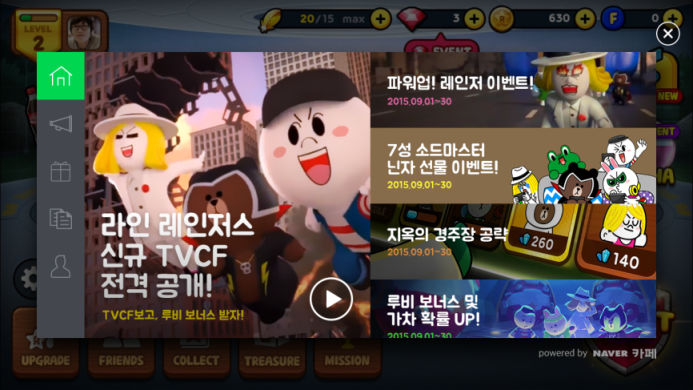 LEVEL
2
20/15 max
3
630
0
EVENT
라인 레인저스
신규 TVCF
전격 공개!
TVCF보고, 루비 보너스 받자!
파워업! 레인저 이벤트!
2015.09.01~30
7성 소드마스터
닌자 선물 이벤트!
2015.09.01~30
지옥의 경주장 공략
2015.09.01~30
260
140
루비 보너스 및
가차 확률 UP!
2015.09.01~30
NEW
UPGRADE
FRIENDS
COLLECT
TREASURE
MISSION
powered by NAVER 카페